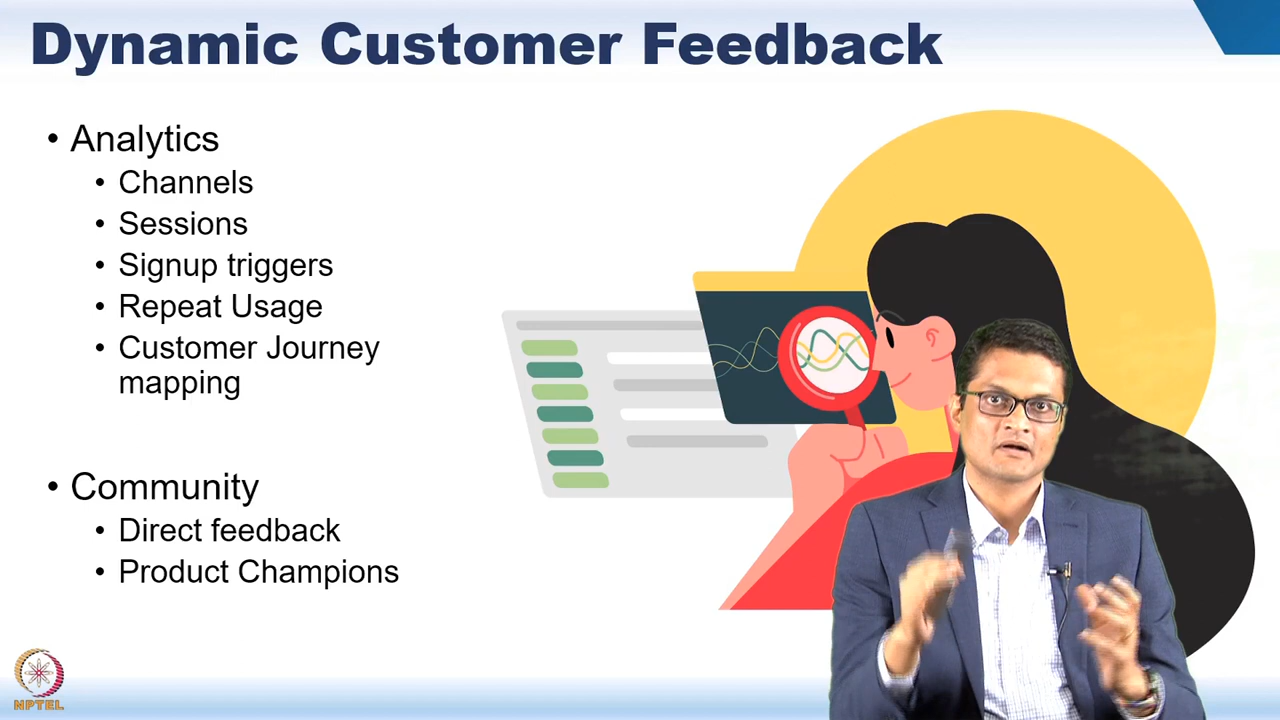 Dynamic Customer Feedback
• Analytics
• Channels
• Sessions
• Signup triggers
• Repeat Usage
• Customer Journey
mapping
• Community
• Direct feedback
• Product Champions
NPTEL